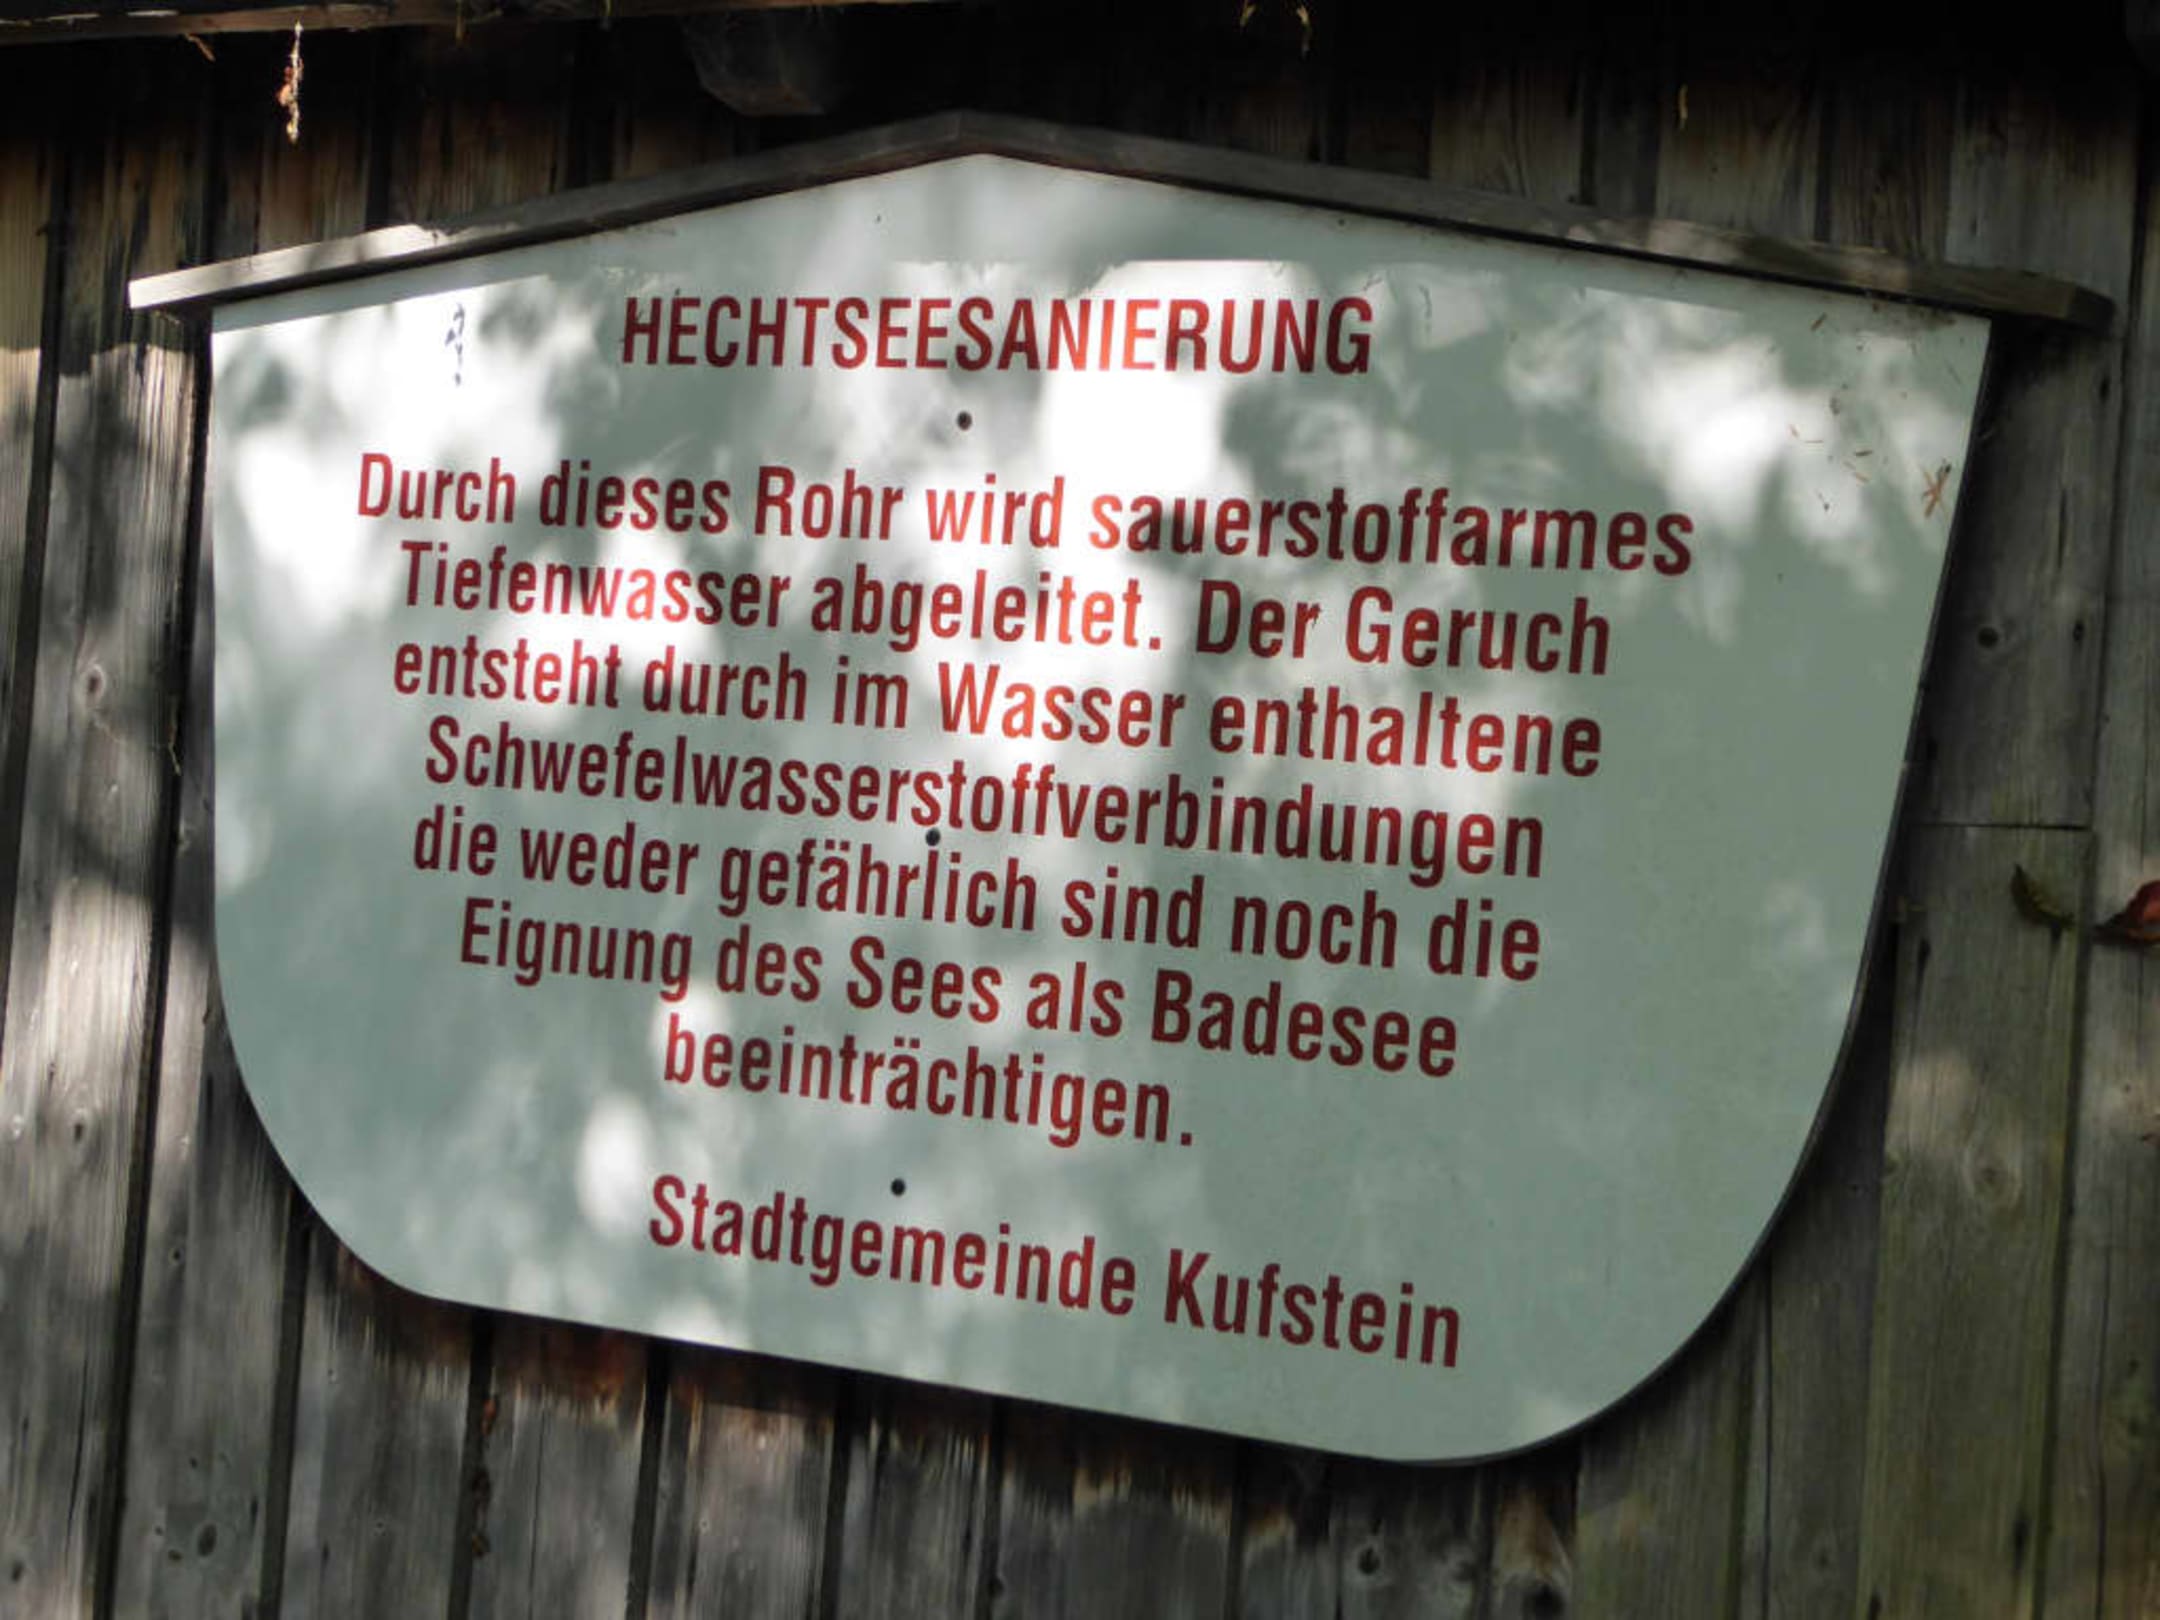 HECHTSEESANIERUNG
Durch dieses Rohr wird sauerstoffarmes
Tiefenwasser abgeleitet. Der Geruch
entsteht durch im Wasser enthaltene
Schwefelwasserstoffverbindungen
die weder gefährlich sind noch die
Eignung des Sees als Badesee
beeinträchtigen.
Stadtgemeinde Kufstein